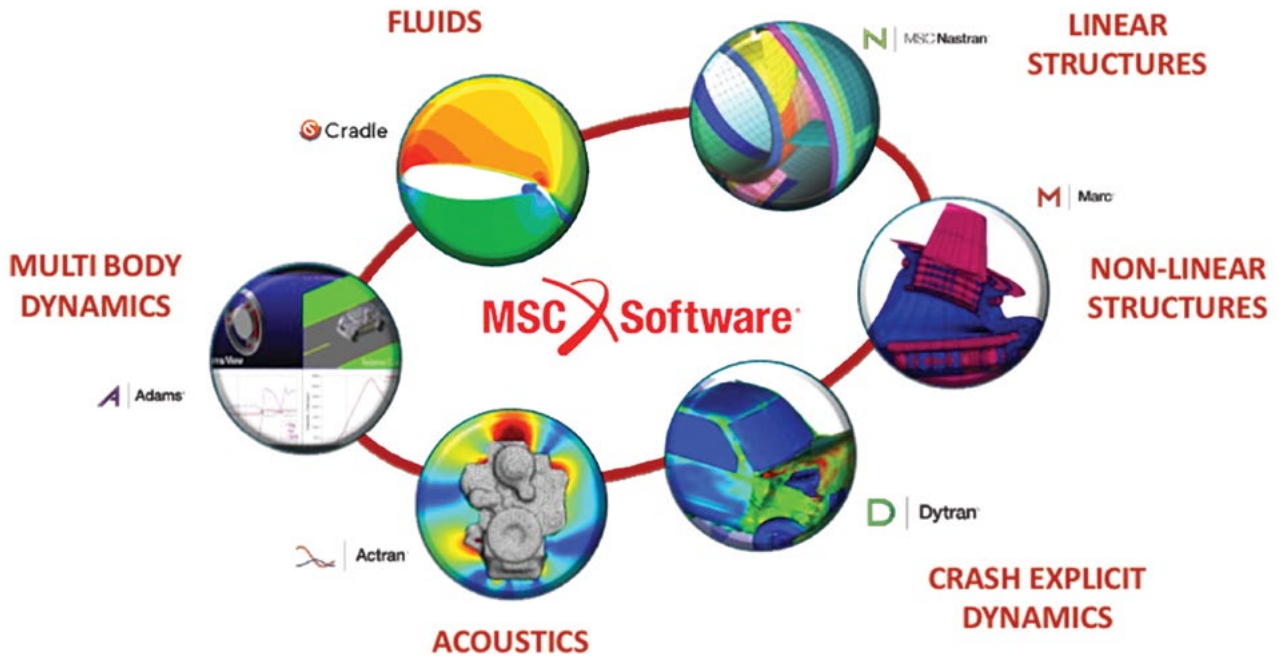 FLUIDS
MSC Nastran
LINEAR
STRUCTURES
Cradle
Marc
MULTI BODY
DYNAMICS
NON-LINEAR
STRUCTURES
MSC Software
Adams
Dytran
Actran
CRASH EXPLICIT
DYNAMICS
ACOUSTICS